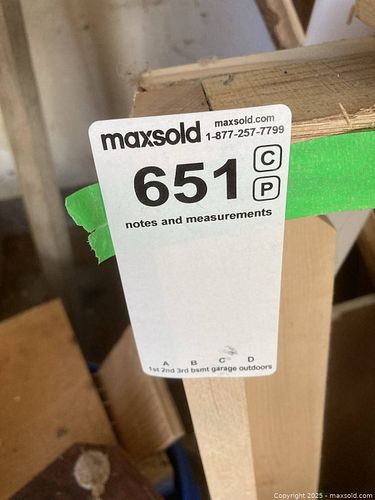 maxsold maxsold.com
1-877-257-7799
651 C
P
notes and measurements
A B C D
1st 2nd 3rd bsmt garage outdoors
Copyright 2025 - maxsold.com